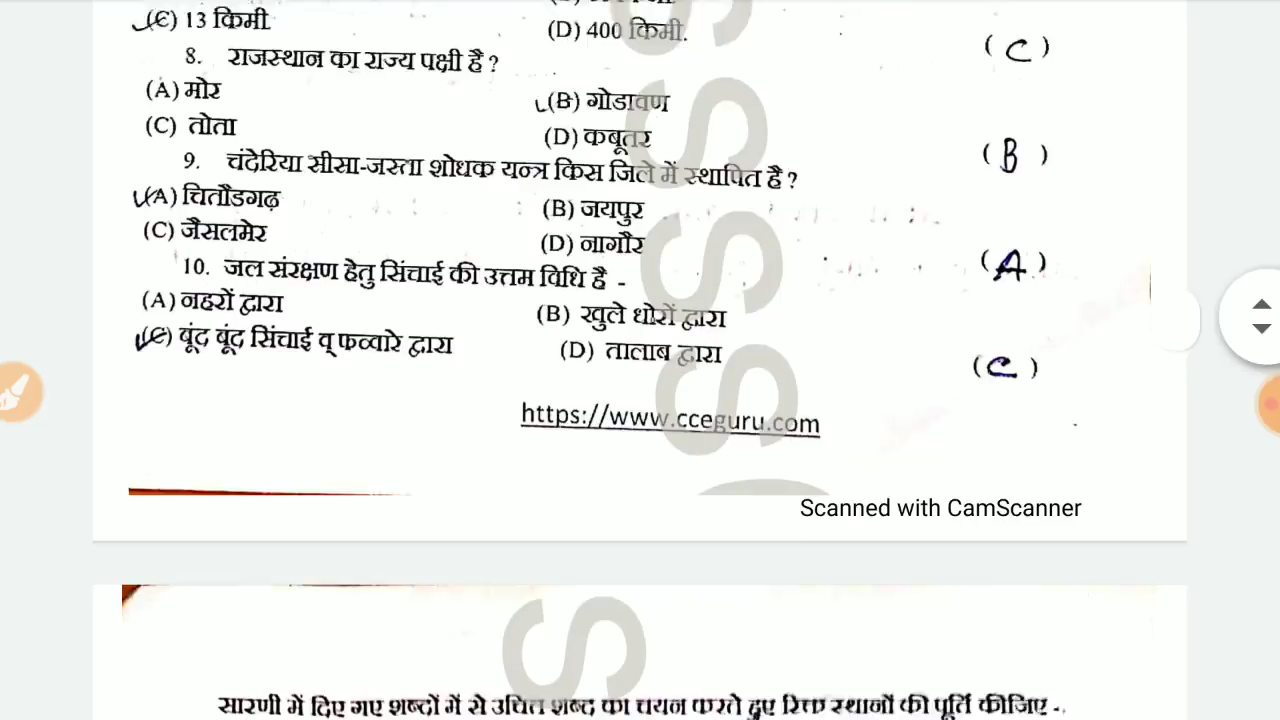 (C) 13 किमी
(D) 400 किमी.
( C )
8. राजस्थान का राज्य पक्षी है ?
(A) मोर
(B) गोडावण
(C) तोता
(D) कबूतर
( B )
9. चंदेरिया सीसा-जस्ता शोधक यन्त्र किस जिले में स्थापित है ?
(A) चितौडगढ़
(B) जयपुर
(C) जैसलमेर
(D) नागौर
( A )
10. जल संरक्षण हेतु सिंचाई की उत्तम विधि है -
(A) नहरों द्वारा
(B) खुले धोरों द्वारा
(C) बूंद बूंद सिंचाई व् फव्वारे द्वारा
(D) तालाब द्वारा
( C )
https://www.cceguru.com
Scanned with CamScanner
सारणी में दिए गए शब्दों में से उचित शब्द का चयन करते हुए रिक्त स्थानों की पूर्ति कीजिए -